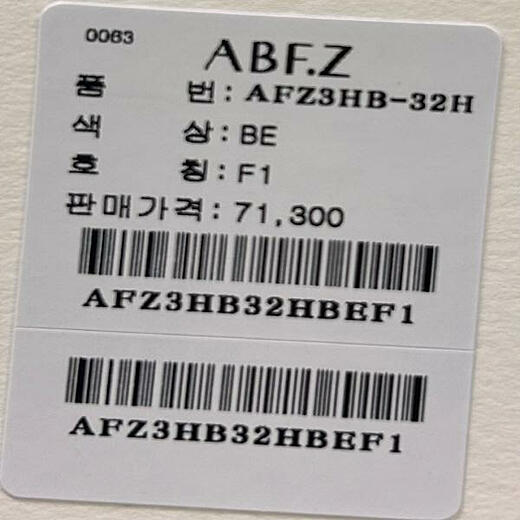 0063
ABF.Z
품 번 : AFZ3HB-32H
색 상 : BE
호 칭 : F1
판매가격 : 71,300
AFZ3HB32HBEF1
AFZ3HB32HBEF1